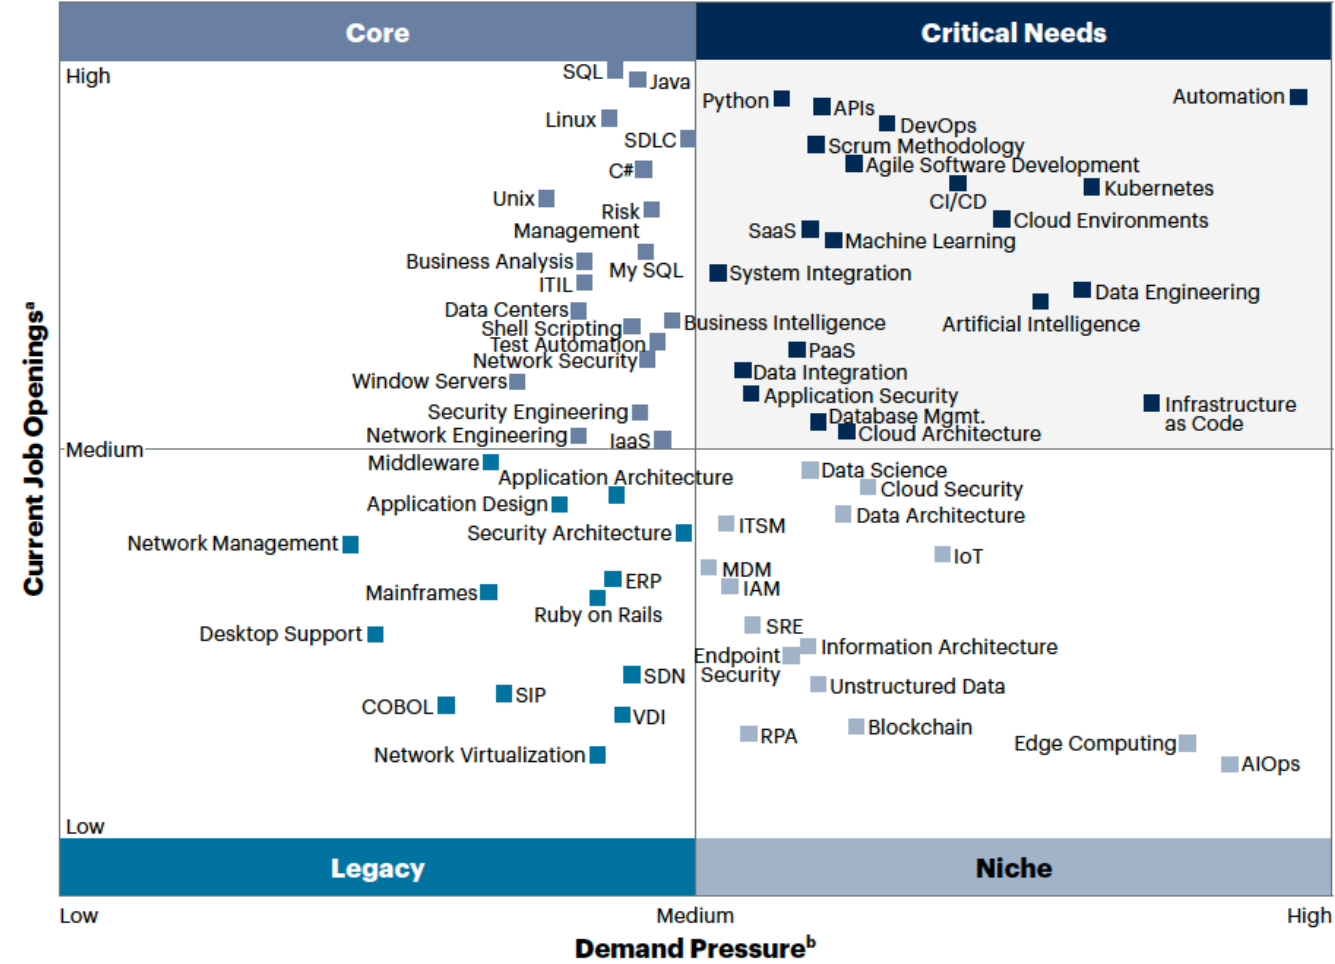 Core
Critical Needs
High
SQL
Java
Python
APIs
Automation
Linux
DevOps
SDLC
Scrum Methodology
C#
Agile Software Development
Unix
CI/CD
Kubernetes
Risk
Management
Cloud Environments
SaaS
Machine Learning
Business Analysis
My SQL
System Integration
ITIL
Data Engineering
Data Centers
Shell Scripting
Business Intelligence
Artificial Intelligence
Test Automation
PaaS
Network Security
Data Integration
Window Servers
Application Security
Security Engineering
Database Mgmt.
Infrastructure
as Code
Network Engineering
IaaS
Cloud Architecture
Medium
Middleware
Application Architecture
Data Science
Cloud Security
Application Design
Data Architecture
Security Architecture
ITSM
Network Management
IoT
MDM
ERP
IAM
Mainframes
Ruby on Rails
SRE
Desktop Support
Information Architecture
Endpoint
Security
SDN
Unstructured Data
SIP
COBOL
VDI
RPA
Blockchain
Network Virtualization
Edge Computing
AIOps
Low
Legacy
Niche
Low
Medium
High
Demand Pressureᵇ
Current Job Openingsᵃ